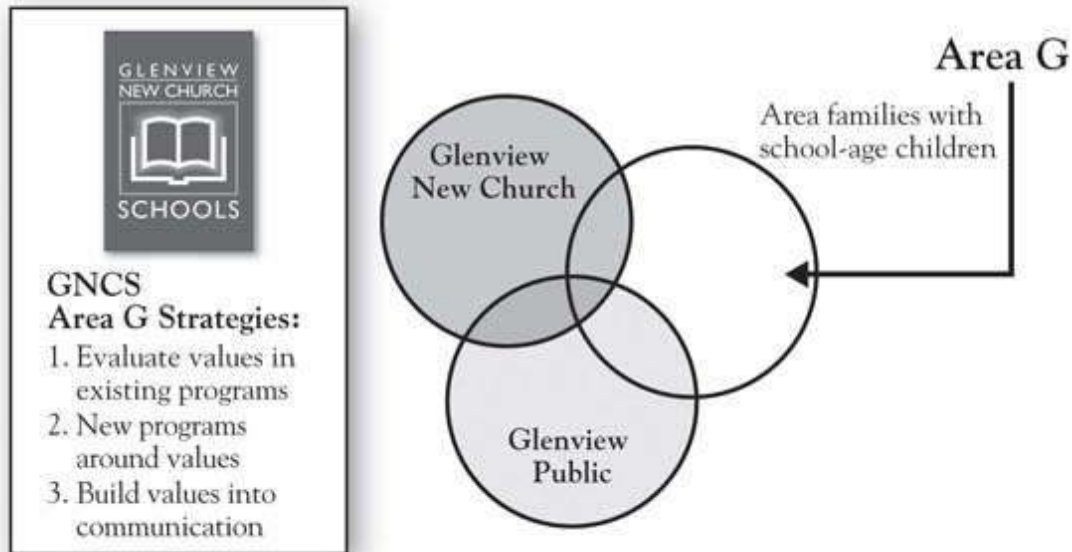 GLENVIEW
NEW CHURCH
SCHOOLS
GNCS
Area G Strategies:
1. Evaluate values in
existing programs
2. New programs
around values
3. Build values into
communication
Glenview
New Church
Glenview
Public
Area G
Area families with
school-age children